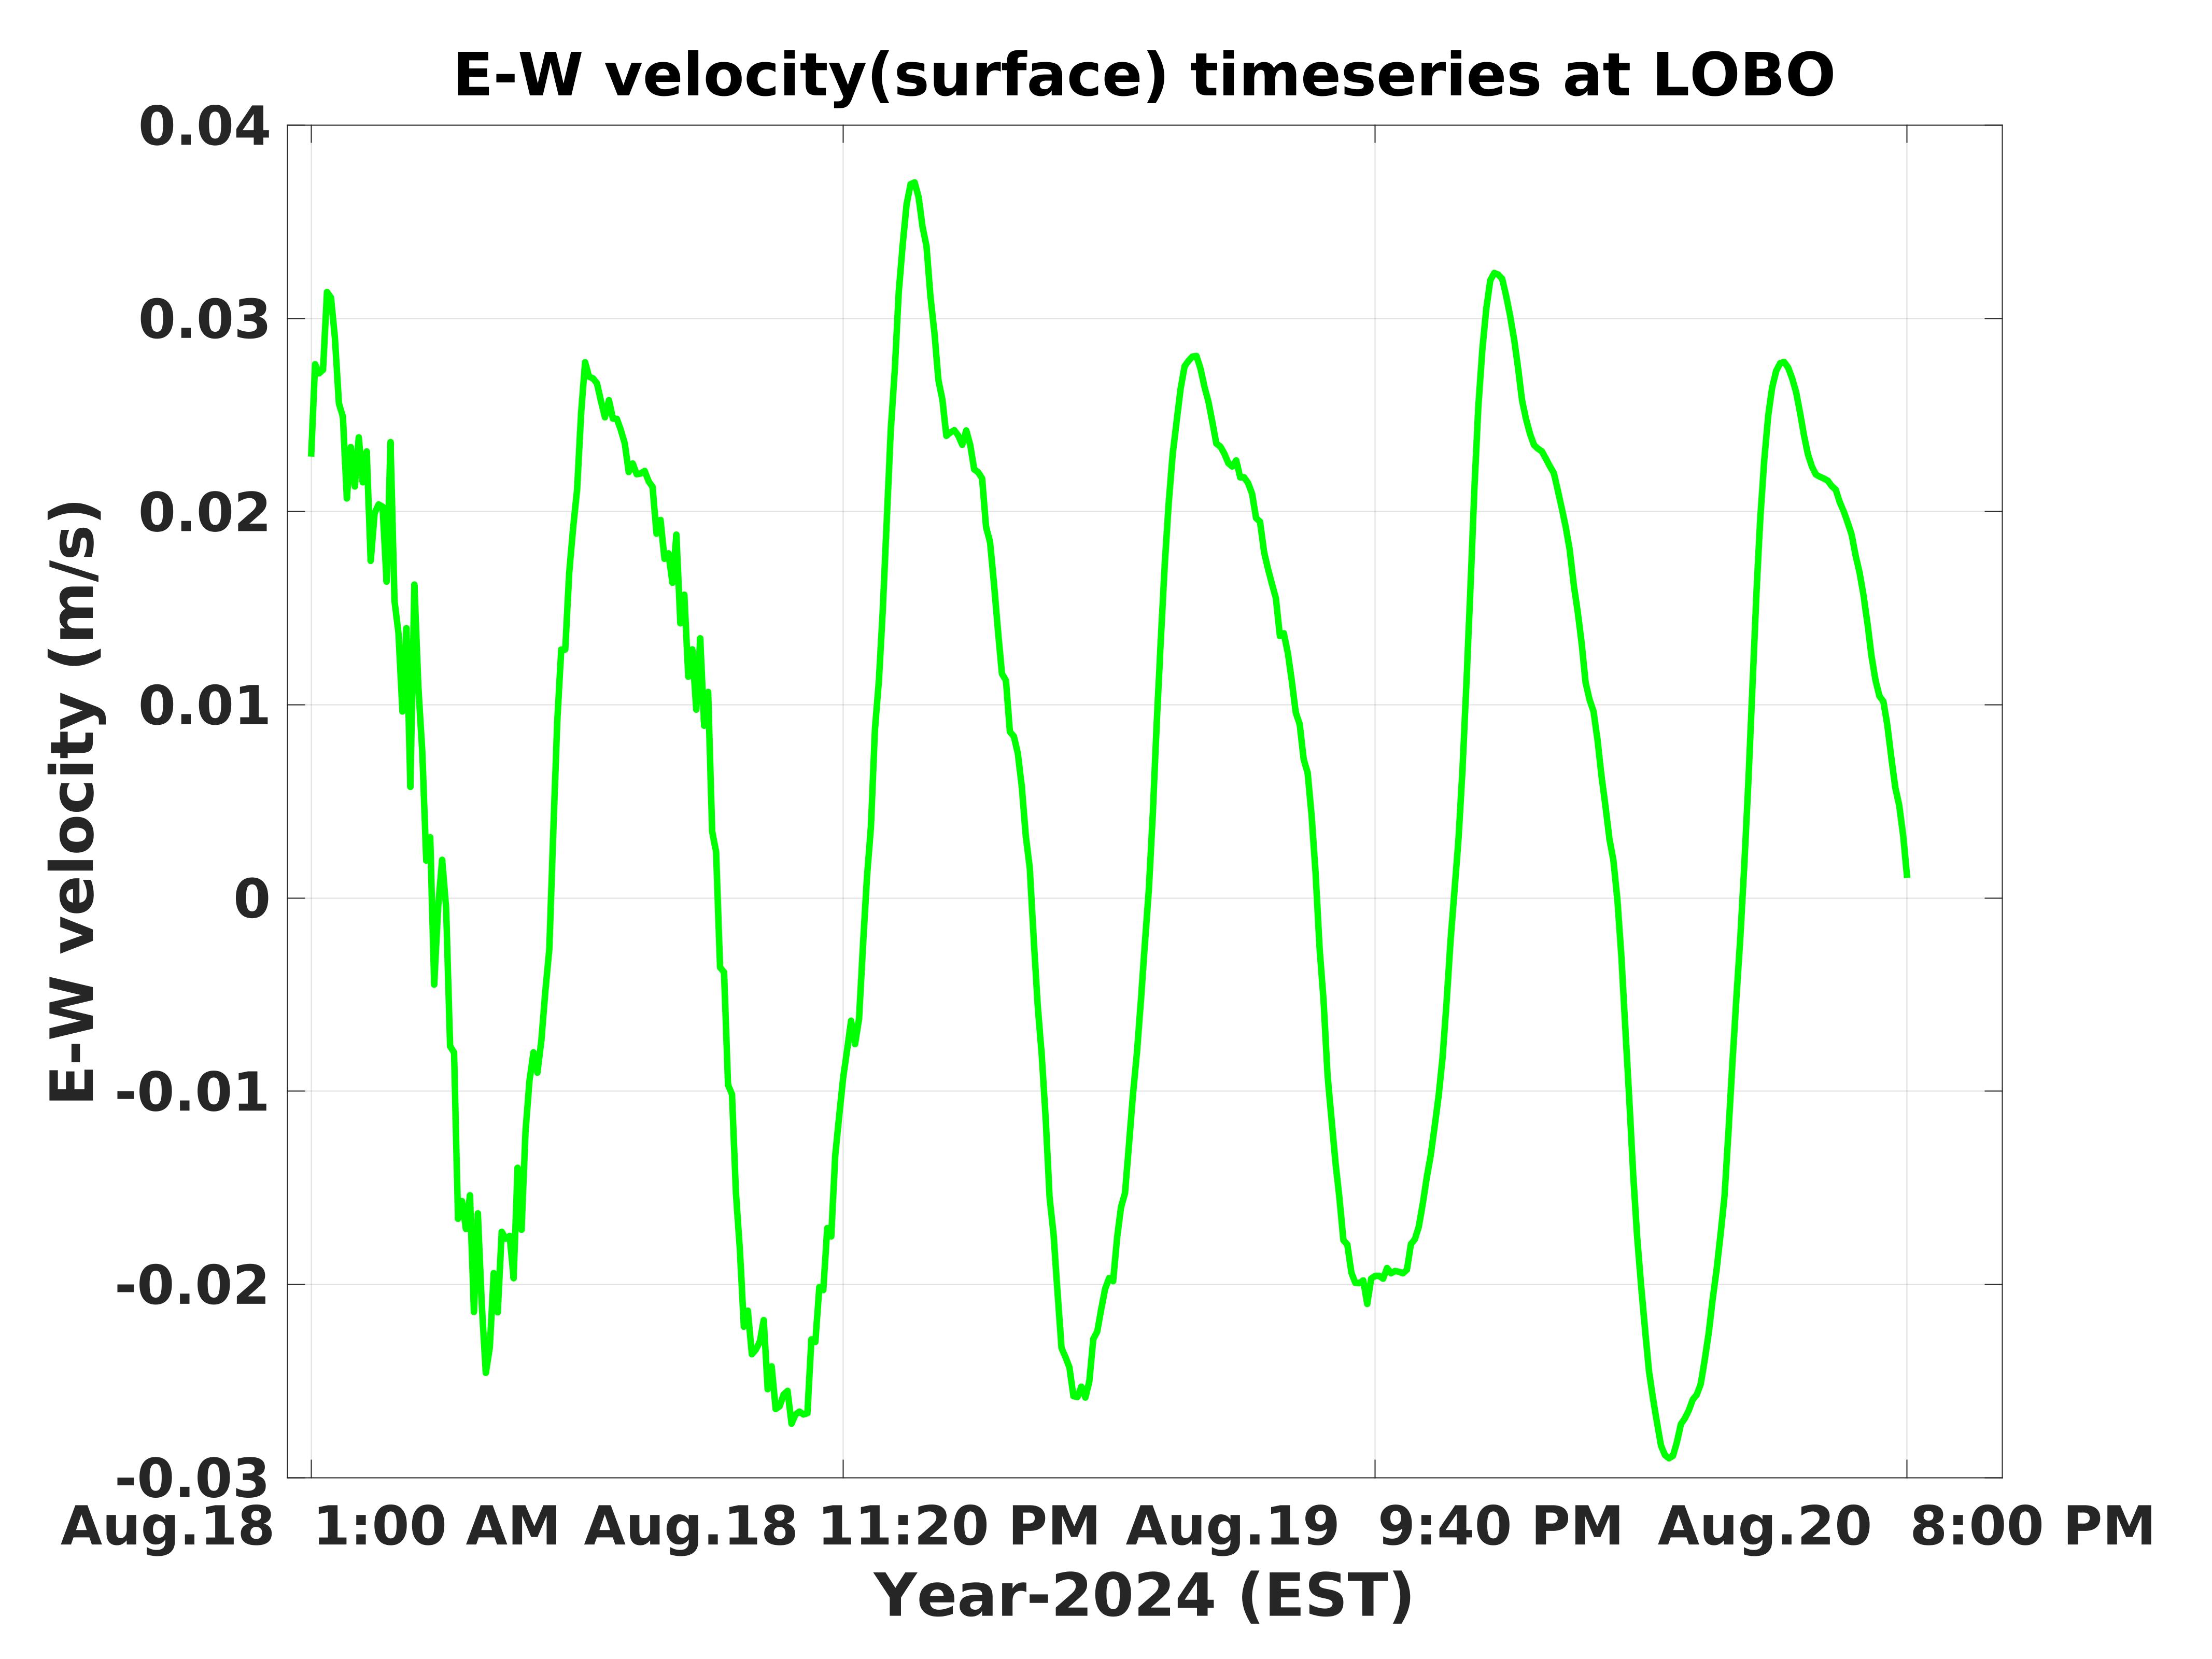 E-W velocity(surface) timeseries at LOBO
E-W velocity (m/s)
0.04
0.03
0.02
0.01
0
-0.01
-0.02
-0.03
Aug.18 1:00 AM Aug.18 11:20 PM Aug.19 9:40 PM Aug.20 8:00 PM
Year-2024 (EST)